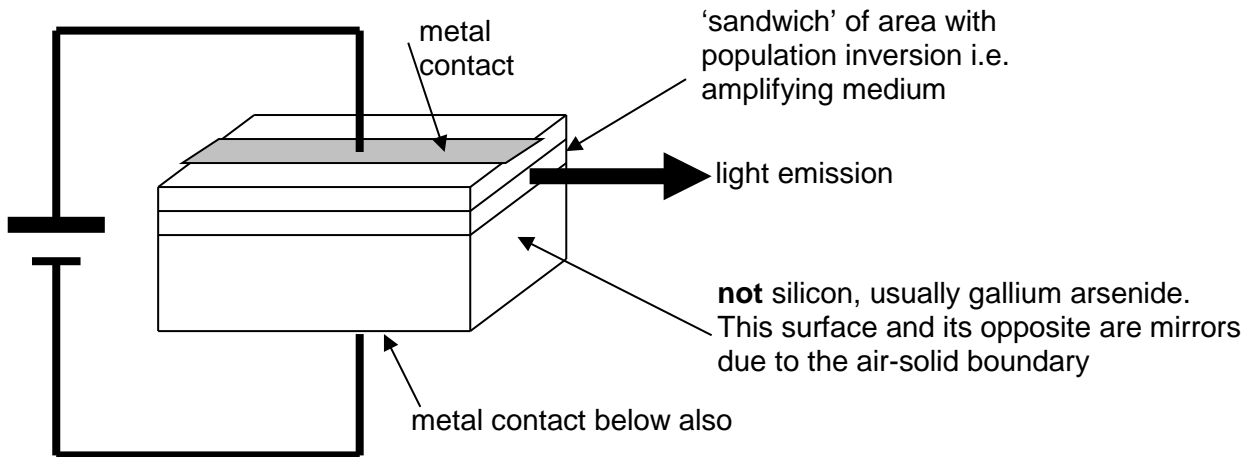 metal
contact
‘sandwich’ of area with
population inversion i.e.
amplifying medium
light emission
not silicon, usually gallium arsenide.
This surface and its opposite are mirrors
due to the air-solid boundary
metal contact below also